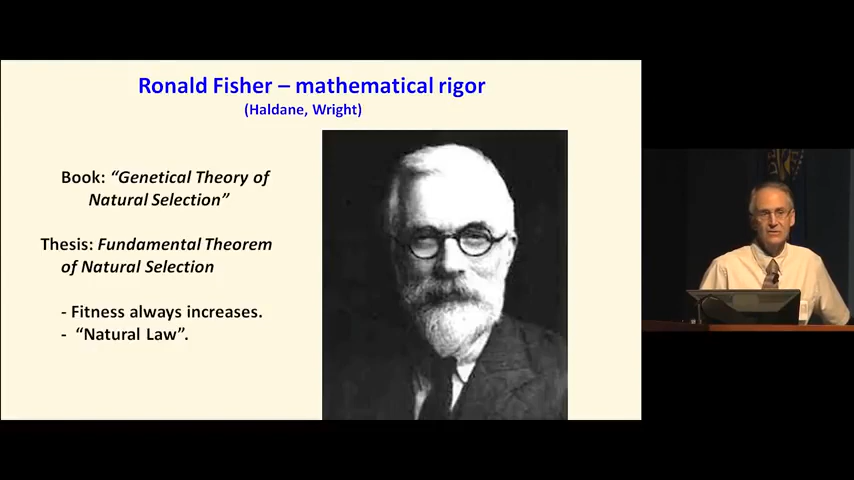 Ronald Fisher – mathematical rigor
(Haldane, Wright)
Book: “Genetical Theory of
Natural Selection”
Thesis: Fundamental Theorem
of Natural Selection
- Fitness always increases.
- “Natural Law”.